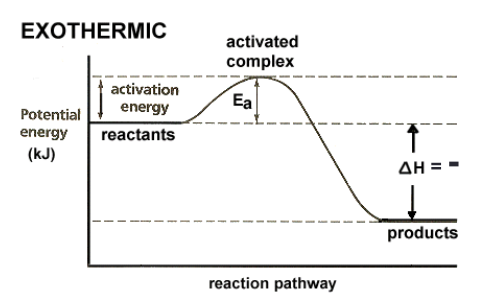 EXOTHERMIC
activated
complex
activation
energy
Ea
Potential
energy
(kJ)
reactants
ΔH = -
products
reaction pathway